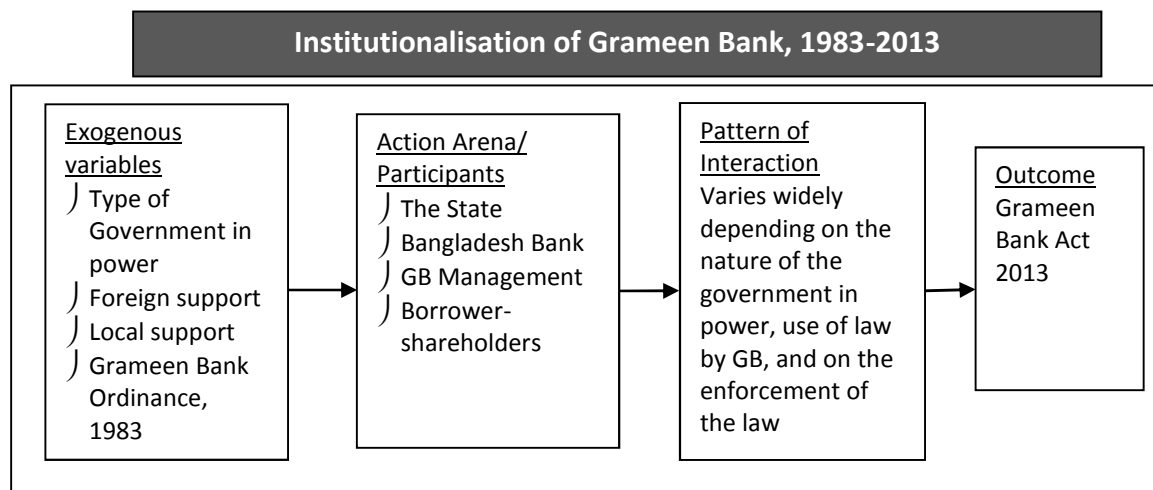 Institutionalisation of Grameen Bank, 1983-2013
Exogenous
variables
Type of
Government in
power
Foreign support
Local support
Grameen Bank
Ordinance,
1983
Action Arena/
Participants
The State
Bangladesh Bank
GB Management
Borrower-
shareholders
Pattern of
Interaction
Varies widely
depending on the
nature of the
government in
power, use of law
by GB, and on the
enforcement of
the law
Outcome
Grameen
Bank Act
2013